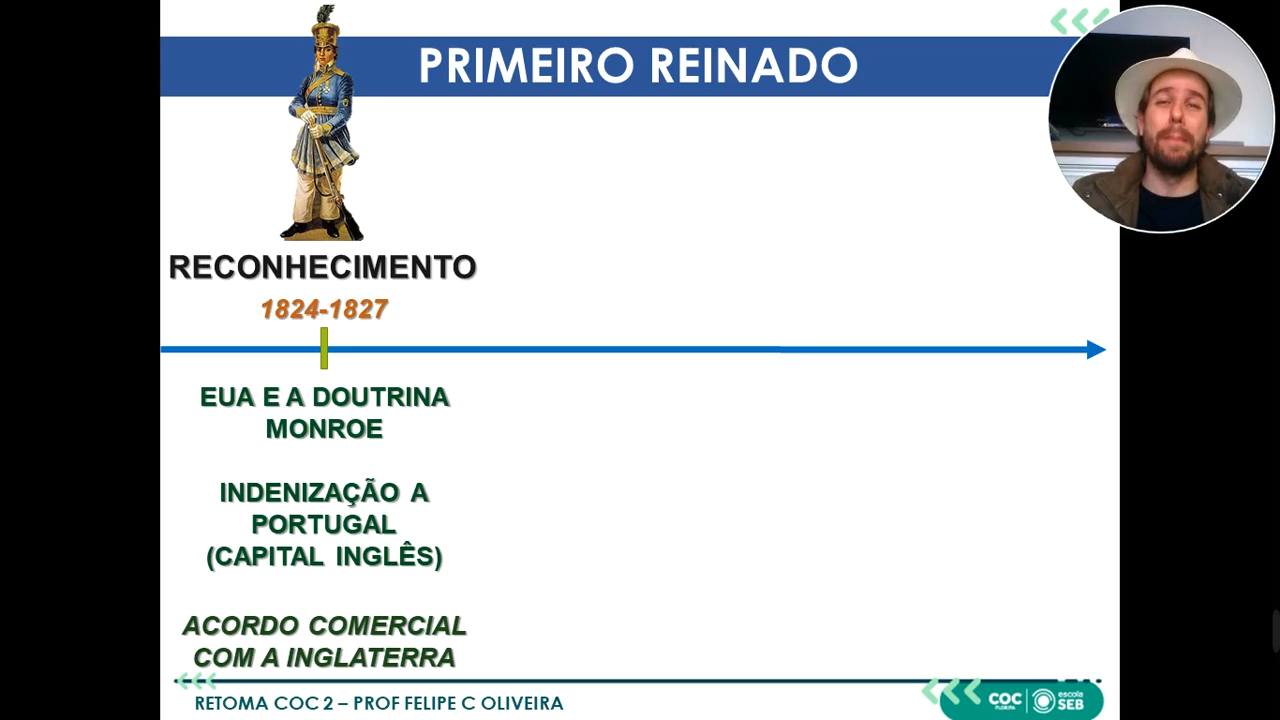 PRIMEIRO REINADO
RECONHECIMENTO
1824-1827
EUA E A DOUTRINA
MONROE
INDENIZAÇÃO A
PORTUGAL
(CAPITAL INGLÊS)
ACORDO COMERCIAL
COM A INGLATERRA
RETOMA COC 2 – PROF FELIPE C OLIVEIRA
COC
FLORIPA
escola
SEB